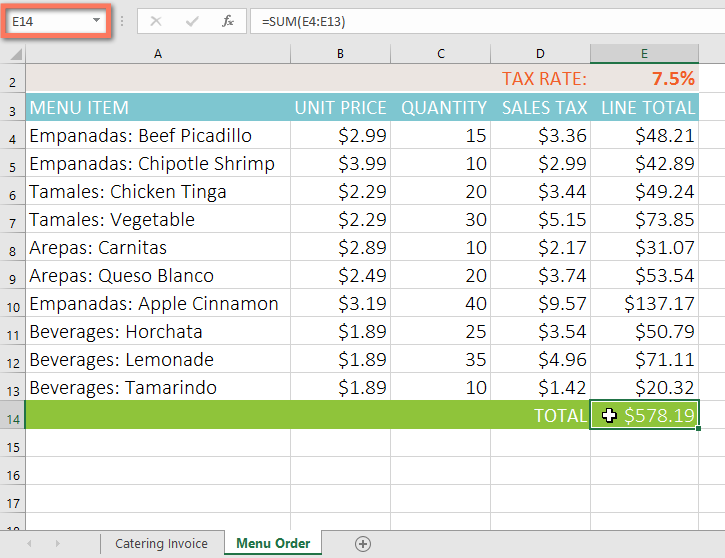 E14 fx =SUM(E4:E13)
A B C D E
2 TAX RATE: 7.5%
3 MENU ITEM UNIT PRICE QUANTITY SALES TAX LINE TOTAL
4 Empanadas: Beef Picadillo $2.99 15 $3.36 $48.21
5 Empanadas: Chipotle Shrimp $3.99 10 $2.99 $42.89
6 Tamales: Chicken Tinga $2.29 20 $3.44 $49.24
7 Tamales: Vegetable $2.29 30 $5.15 $73.85
8 Arepas: Carnitas $2.89 10 $2.17 $31.07
9 Arepas: Queso Blanco $2.49 20 $3.74 $53.54
10 Empanadas: Apple Cinnamon $3.19 40 $9.57 $137.17
11 Beverages: Horchata $1.89 25 $3.54 $50.79
12 Beverages: Lemonade $1.89 35 $4.96 $71.11
13 Beverages: Tamarindo $1.89 10 $1.42 $20.32
14 TOTAL $578.19
15
16
17
18
Catering Invoice Menu Order